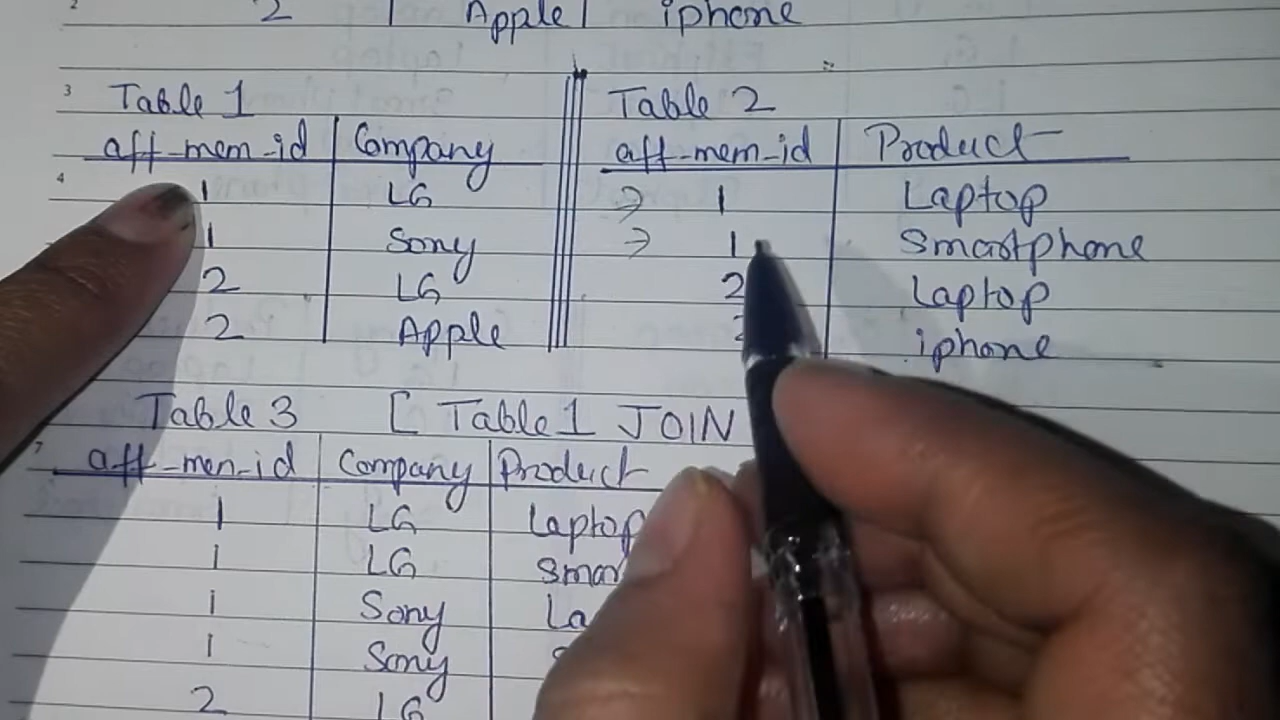 2 Apple iphone
Table 1 Table 2
aff-mem-id Company aff-mem-id Product
1 LG → 1 Laptop
1 Sony → 1 Smartphone
2 LG 2 Laptop
2 Apple iphone
Table 3 [ Table 1 JOIN
aff-men-id Company Product
1 LG Laptop
1 LG
1 Sony
1 Sony
2 LG